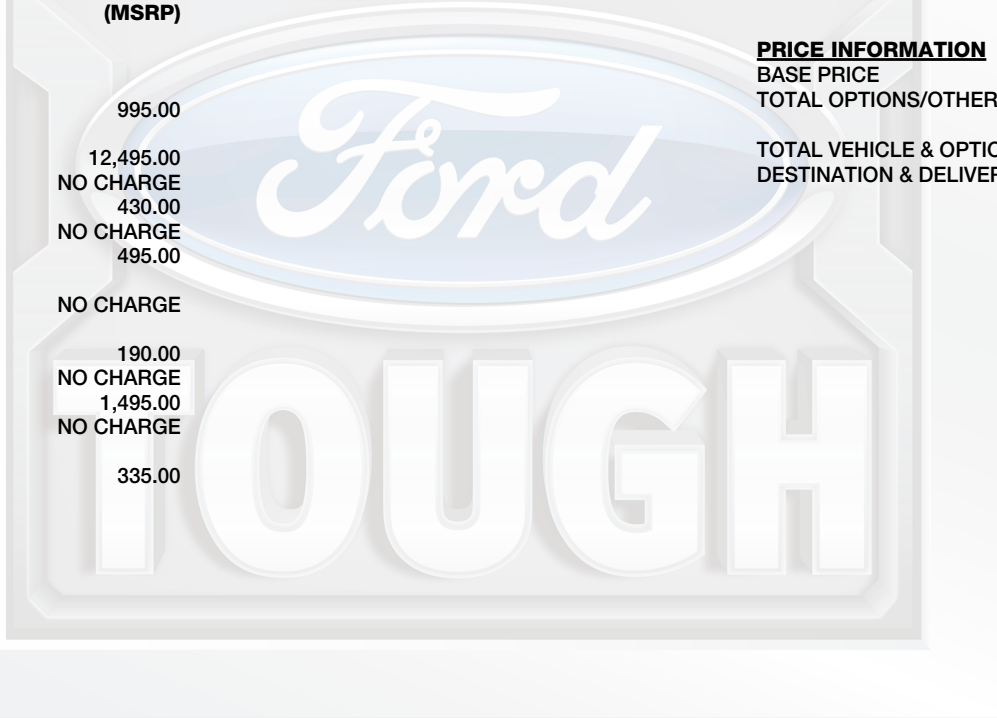 (MSRP)
995.00
12,495.00
NO CHARGE
430.00
NO CHARGE
495.00
NO CHARGE
190.00
NO CHARGE
1,495.00
NO CHARGE
335.00
PRICE INFORMATION
BASE PRICE
TOTAL OPTIONS/OTHER
TOTAL VEHICLE & OPTIO
DESTINATION & DELIVER
Ford
TOUGH